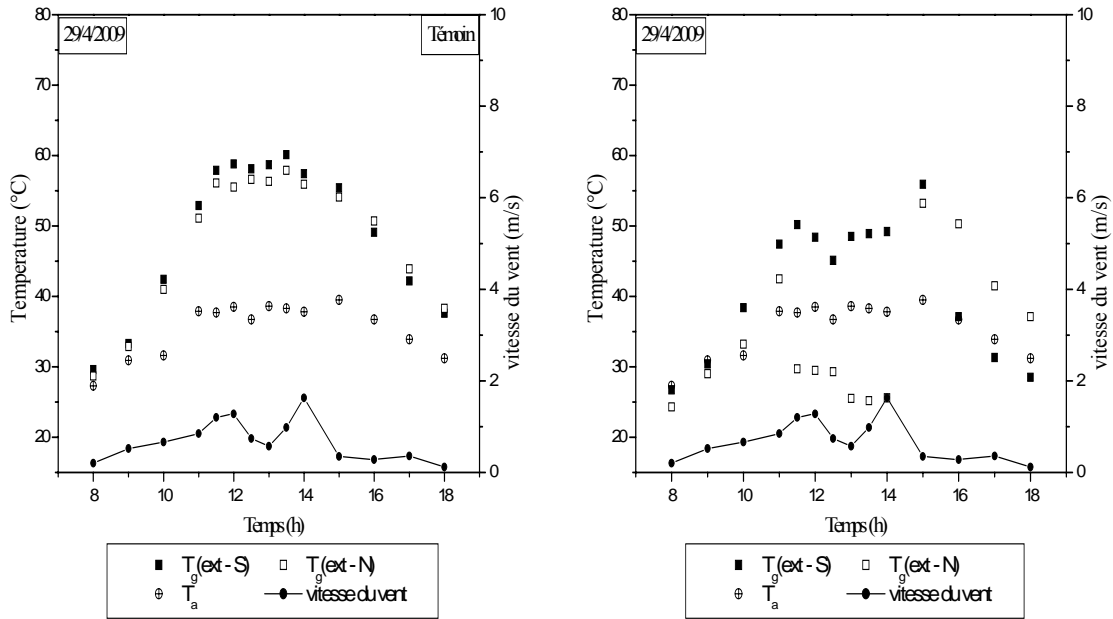 80
10
29/4/2009
Témoin
70
8
60
6
50
40
4
30
2
20
0
8
10
12
14
16
18
Temperature (°C)
vitesse du vent (m/s)
Temps (h)
Tg(ext - S)
Tg(ext - N)
Ta
vitesse du vent
80
10
29/4/2009
70
8
60
6
50
40
4
30
2
20
0
8
10
12
14
16
18
Temperature (°C)
vitesse du vent (m/s)
Temps (h)
Tg(ext - S)
Tg(ext - N)
Ta
vitesse du vent